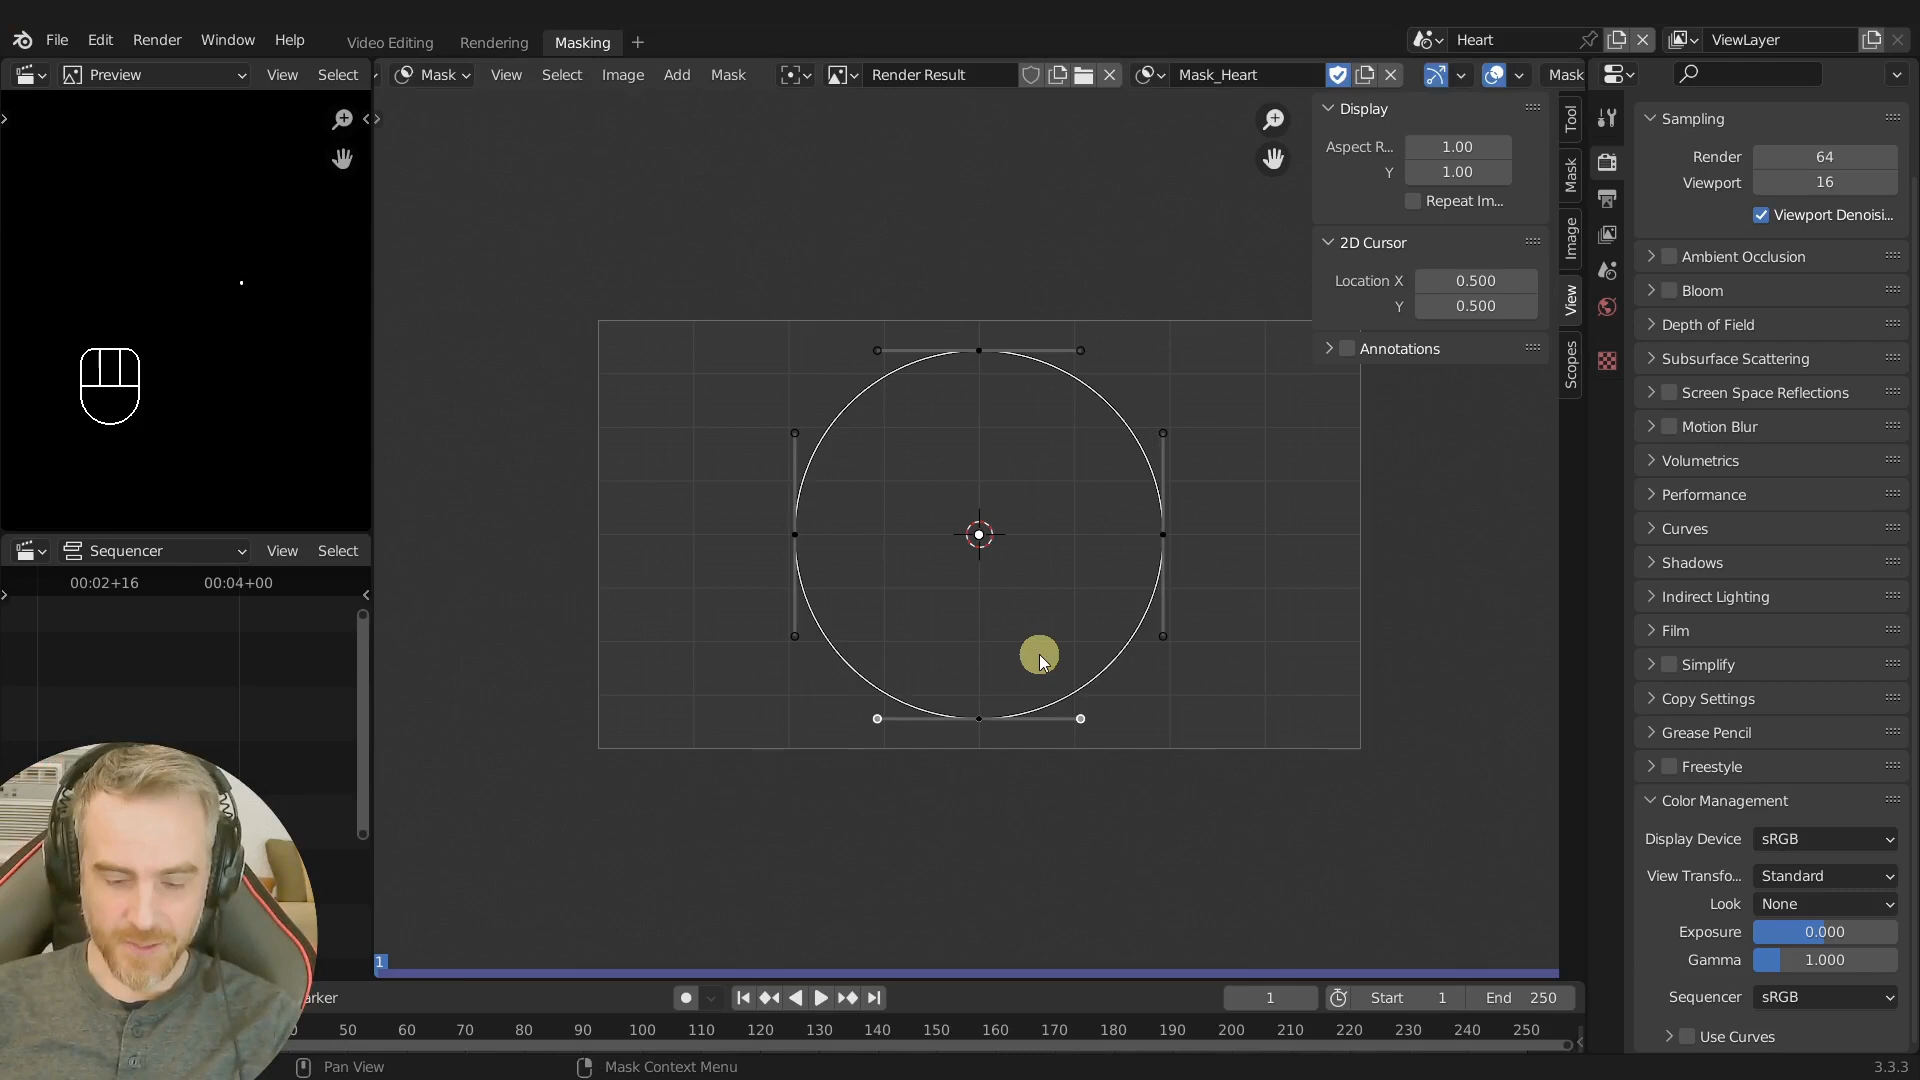 File Edit Render Window Help
Video Editing Rendering Masking
Heart
ViewLayer
Preview View Select
Mask View Select Image Add Mask
Render Result
Mask_Heart
Mask
Display
Aspect R... 1.00
Y 1.00
Repeat Im...
2D Cursor
Location X 0.500
Y 0.500
Annotations
Tool
Mask
Image
View
Scopes
Sampling
Render 64
Viewport 16
Viewport Denoisi...
Ambient Occlusion
Bloom
Depth of Field
Subsurface Scattering
Screen Space Reflections
Motion Blur
Volumetrics
Performance
Curves
Shadows
Indirect Lighting
Film
Simplify
Copy Settings
Grease Pencil
Freestyle
Color Management
Display Device sRGB
View Transfo... Standard
Look None
Exposure 0.000
Gamma 1.000
Sequencer sRGB
Use Curves
Sequencer View Select
00:02+16 00:04+00
1
arker
1
Start 1
End 250
50 60 70 80 90 100 110 120 130 140 150 160 170 180 190 200 210 220 230 240 250
Pan View
Mask Context Menu
3.3.3